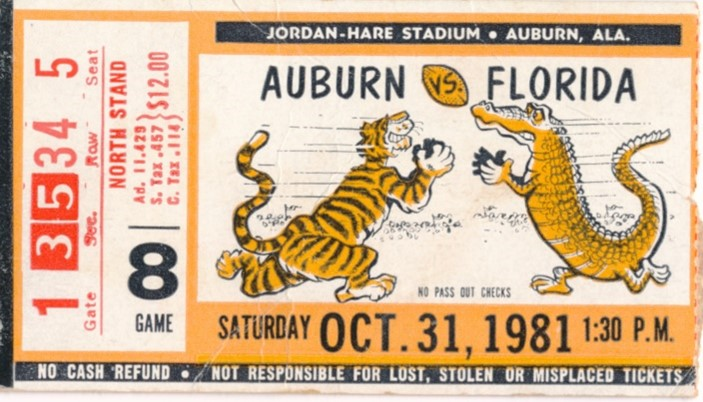 JORDAN-HARE STADIUM • AUBURN, ALA.
AUBURN VS. FLORIDA
NO PASS OUT CHECKS
SATURDAY OCT. 31, 1981 1:30 P.M.
NO CASH REFUND • NOT RESPONSIBLE FOR LOST, STOLEN OR MISPLACED TICKETS
1 35 34 5
Gate Sec. Row Seat
NORTH STAND
Ad. 11.429
S. Tax .457
C. Tax .114
$12.00
8
GAME